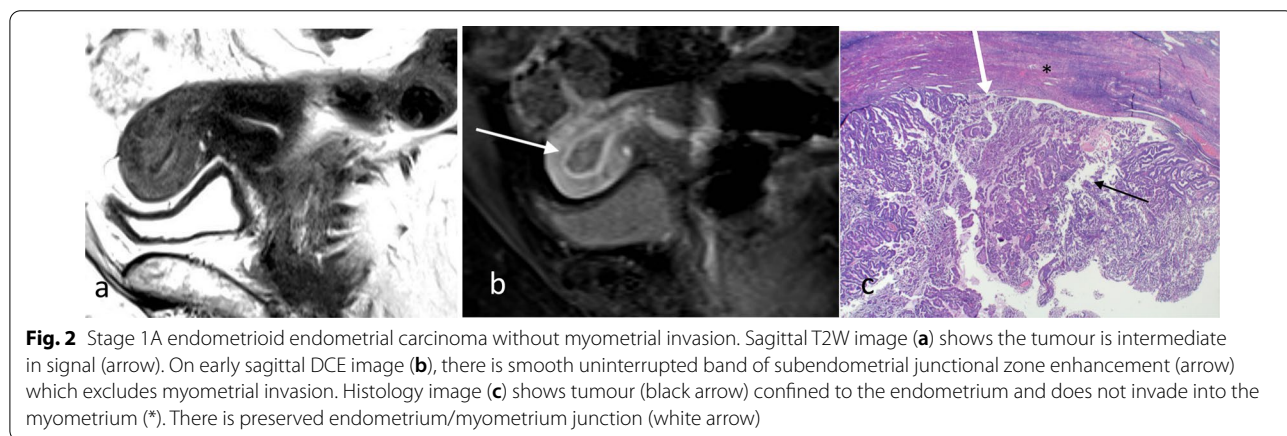 a
b
c
*
Fig. 2 Stage 1A endometrioid endometrial carcinoma without myometrial invasion. Sagittal T2W image (a) shows the tumour is intermediate
in signal (arrow). On early sagittal DCE image (b), there is smooth uninterrupted band of subendometrial junctional zone enhancement (arrow)
which excludes myometrial invasion. Histology image (c) shows tumour (black arrow) confined to the endometrium and does not invade into the
myometrium (*). There is preserved endometrium/myometrium junction (white arrow)